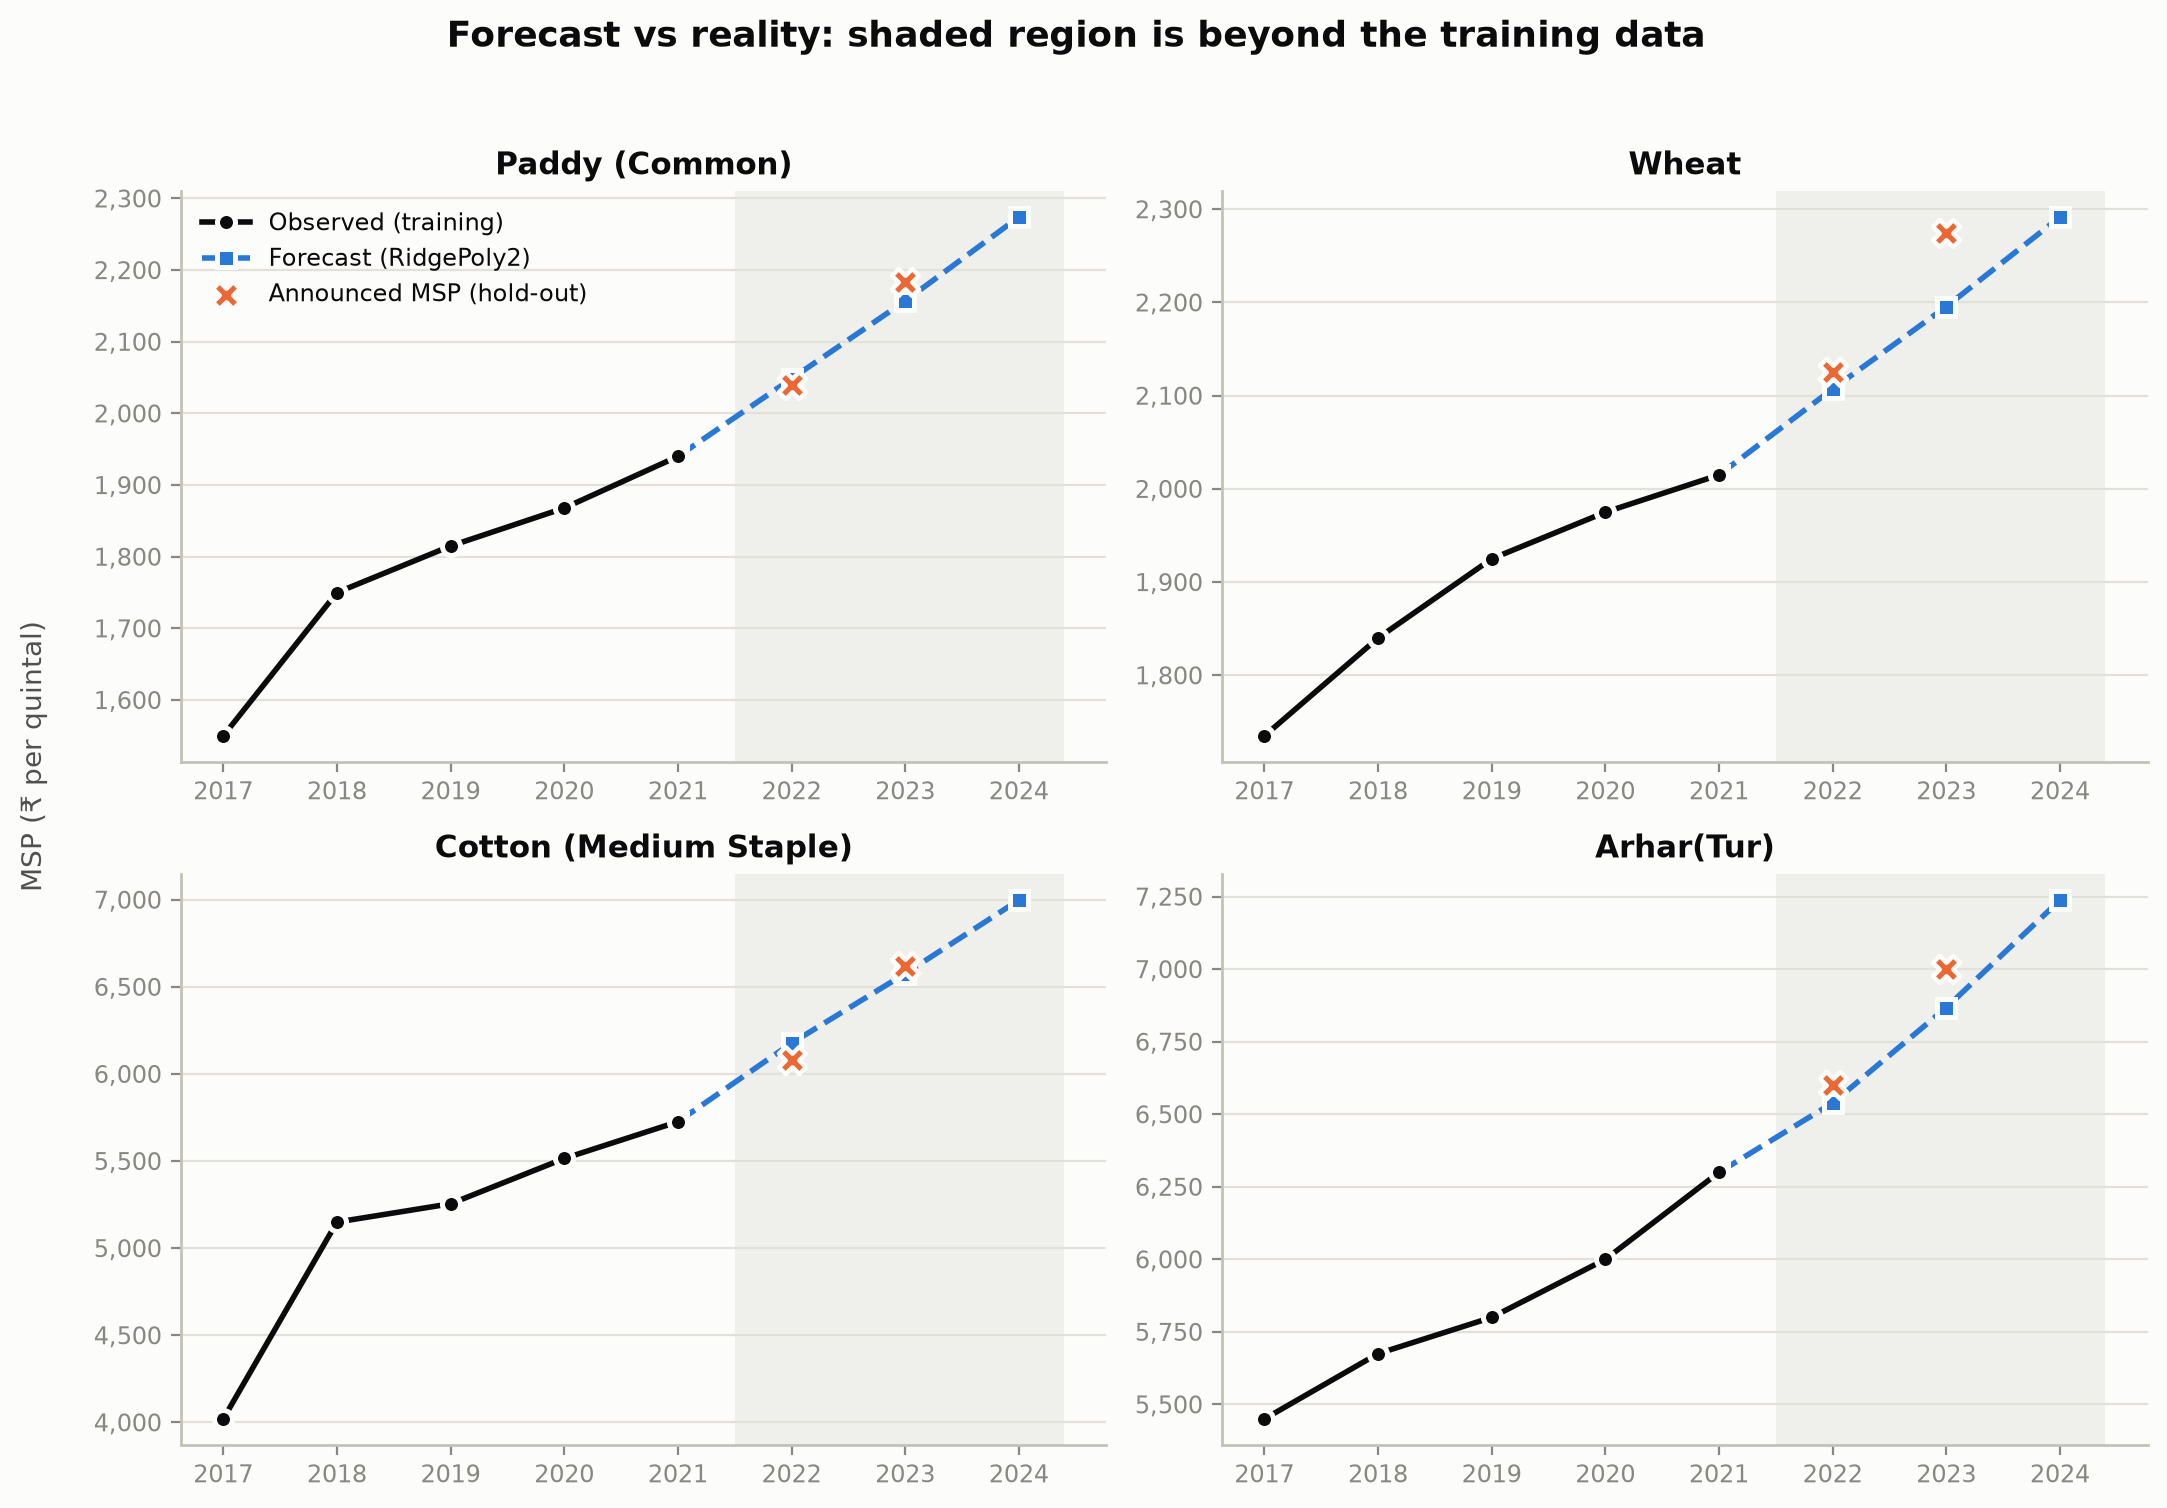 Forecast vs reality: shaded region is beyond the training data
MSP (₹ per quintal)
Paddy (Common)
2,300
2,200
2,100
2,000
1,900
1,800
1,700
1,600
Observed (training)
Forecast (RidgePoly2)
Announced MSP (hold-out)
2017 2018 2019 2020 2021 2022 2023 2024
Wheat
2,300
2,200
2,100
2,000
1,900
1,800
2017 2018 2019 2020 2021 2022 2023 2024
Cotton (Medium Staple)
7,000
6,500
6,000
5,500
5,000
4,500
4,000
2017 2018 2019 2020 2021 2022 2023 2024
Arhar(Tur)
7,250
7,000
6,750
6,500
6,250
6,000
5,750
5,500
2017 2018 2019 2020 2021 2022 2023 2024